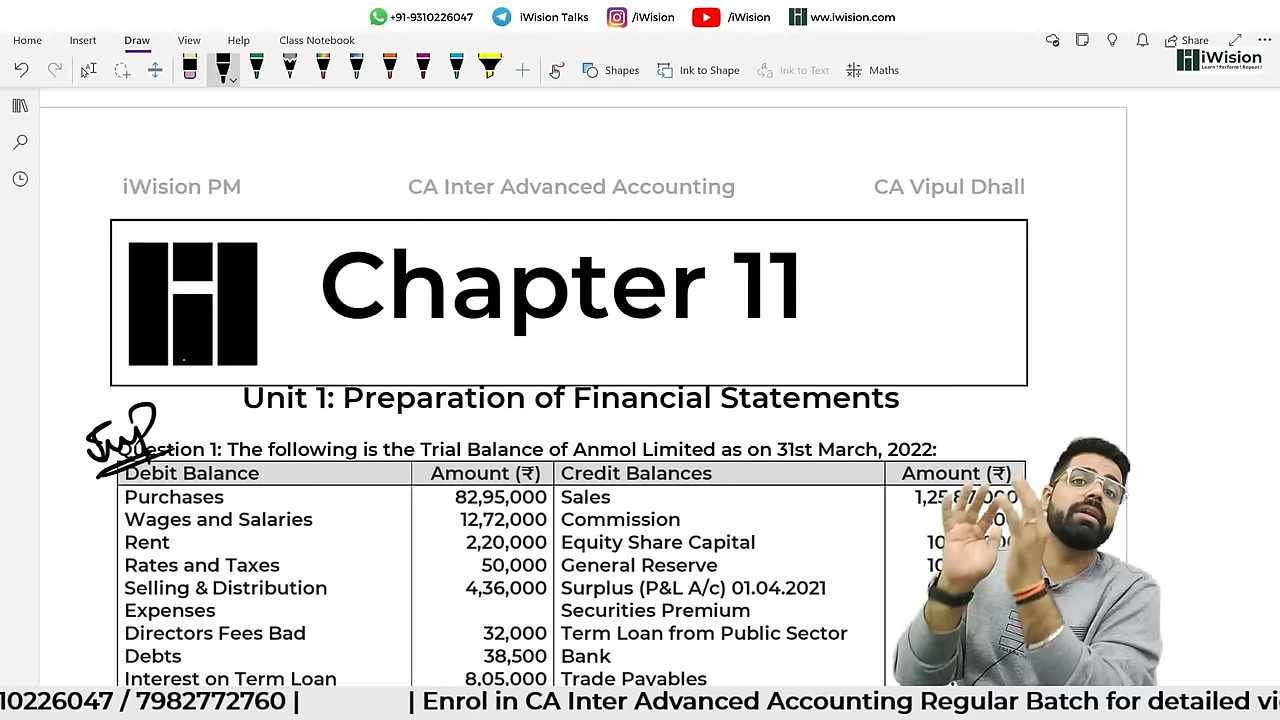 +91-9310226047 iWision Talks /iWision /iWision ww.iwision.com
Home Insert Draw View Help Class Notebook Share
Shapes Ink to Shape Ink to Text Maths
iWision
Learn ! Perform ! Repeat !
iWision PM CA Inter Advanced Accounting CA Vipul Dhall
Chapter 11
Unit 1: Preparation of Financial Statements
Imp
Question 1: The following is the Trial Balance of Anmol Limited as on 31st March, 2022:
Debit Balance Amount (₹) Credit Balances Amount (₹)
Purchases 82,95,000 Sales
Wages and Salaries 12,72,000 Commission
Rent 2,20,000 Equity Share Capital
Rates and Taxes 50,000 General Reserve
Selling & Distribution 4,36,000 Surplus (P&L A/c) 01.04.2021
Expenses Securities Premium
Directors Fees Bad 32,000 Term Loan from Public Sector
Debts 38,500 Bank
Interest on Term Loan 8,05,000 Trade Payables
10226047 / 7982772760 | | Enrol in CA Inter Advanced Accounting Regular Batch for detailed vi